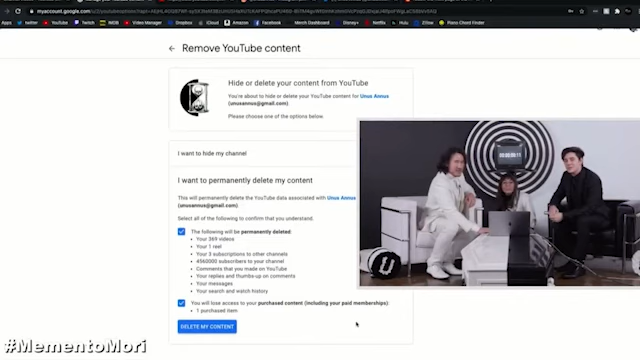 myaccount.google.com
Twitter
NITW
YouTube
Video Manager
Dropbox
iCloud
Amazon
Facebook
Merch Dashboard
Disney+
Netflix
Hulu
Piano Chord Finder
← Remove YouTube content
Hide or delete your content from YouTube
You're about to hide or delete your YouTube content for Unus Annus
(unusannus@gmail.com)
Please choose one of the options below.
I want to hide my channel
I want to permanently delete my content
This will permanently delete the YouTube data associated with Unus Annus
(unusannus@gmail.com).
Select all of the following to confirm that you understand.
The following will be permanently deleted:
• Your 369 videos
• Your 1 reel
• Your 3 subscriptions to other channels
• 4560000 subscribers to your channel
• Comments that you made on YouTube
• Your replies and thumbs-up on comments
• Your messages
• Your search and watch history
You will lose access to your purchased content (including your paid memberships):
• 1 purchased item
DELETE MY CONTENT
#MementoMori